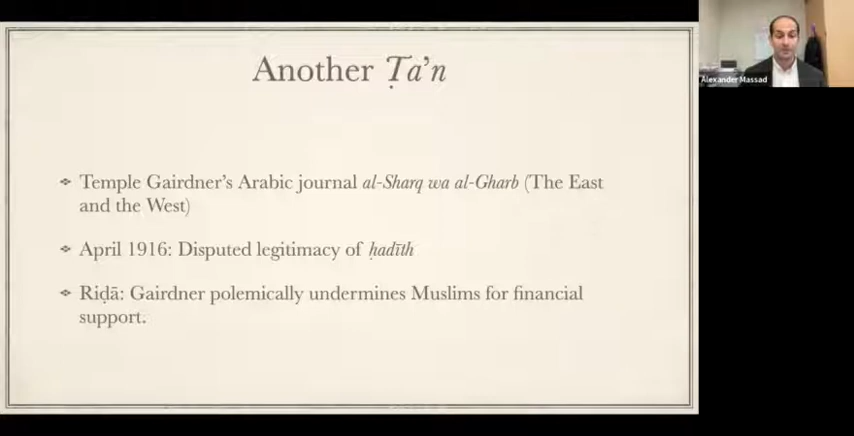 Another Ṭa’n
Temple Gairdner’s Arabic journal al-Sharq wa al-Gharb (The East
and the West)
April 1916: Disputed legitimacy of ḥadīth
Riḍā: Gairdner polemically undermines Muslims for financial
support.
Alexander Massad